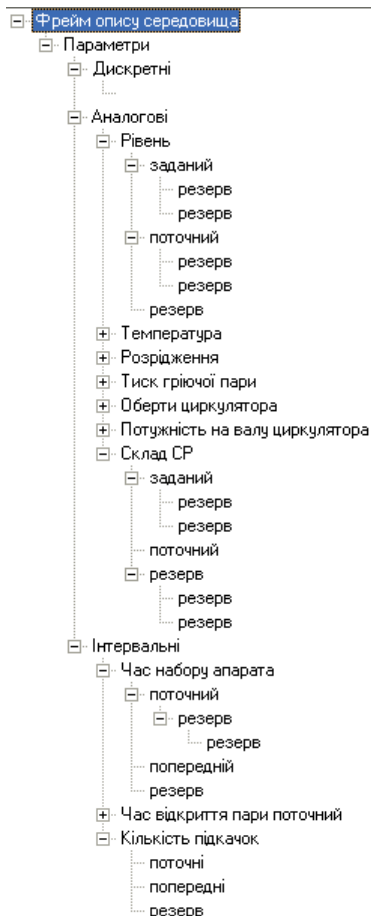 Фрейм опису середовища
Параметри
Дискретні
Аналогові
Рівень
заданий
резерв
резерв
поточний
резерв
резерв
резерв
Температура
Розрідження
Тиск гріючої пари
Оберти циркулятора
Потужність на валу циркулятора
Склад СР
заданий
резерв
резерв
поточний
резерв
резерв
резерв
Інтервальні
Час набору апарата
поточний
резерв
резерв
попередній
резерв
Час відкриття пари поточний
Кількість підкачок
поточні
попередні
резерв